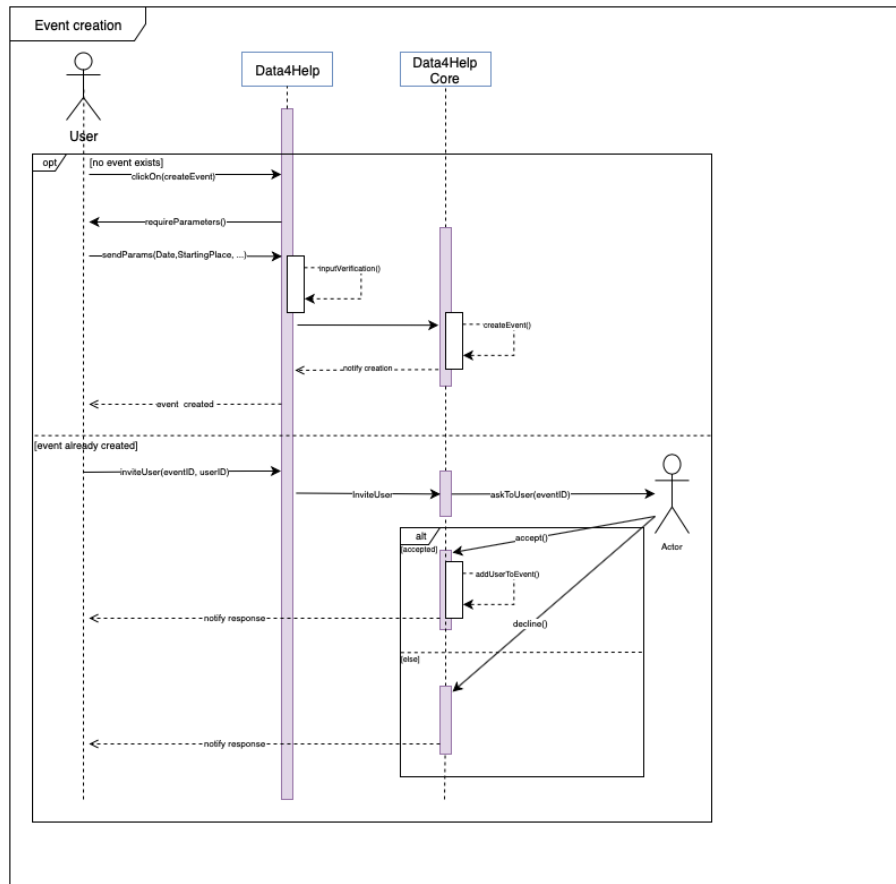 Event creation
Data4Help
Data4Help
Core
User
opt
[no event exists]
clickOn(createEvent)
requireParameters()
sendParams(Date,StartingPlace, ...)
inputVerification()
createEvent()
notify creation
event created
[event already created]
inviteUser(eventID, userID)
InviteUser
askToUser(eventID)
Actor
alt
accept()
[accepted]
addUserToEvent()
notify response
decline()
[else]
notify response